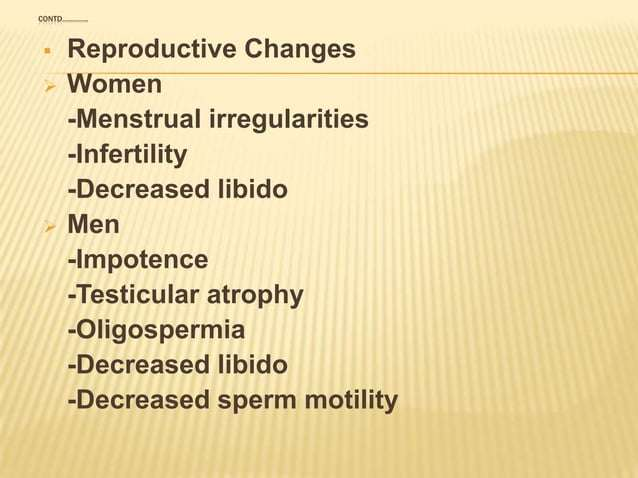 CONTD..............
▪ Reproductive Changes
➢ Women
-Menstrual irregularities
-Infertility
-Decreased libido
➢ Men
-Impotence
-Testicular atrophy
-Oligospermia
-Decreased libido
-Decreased sperm motility